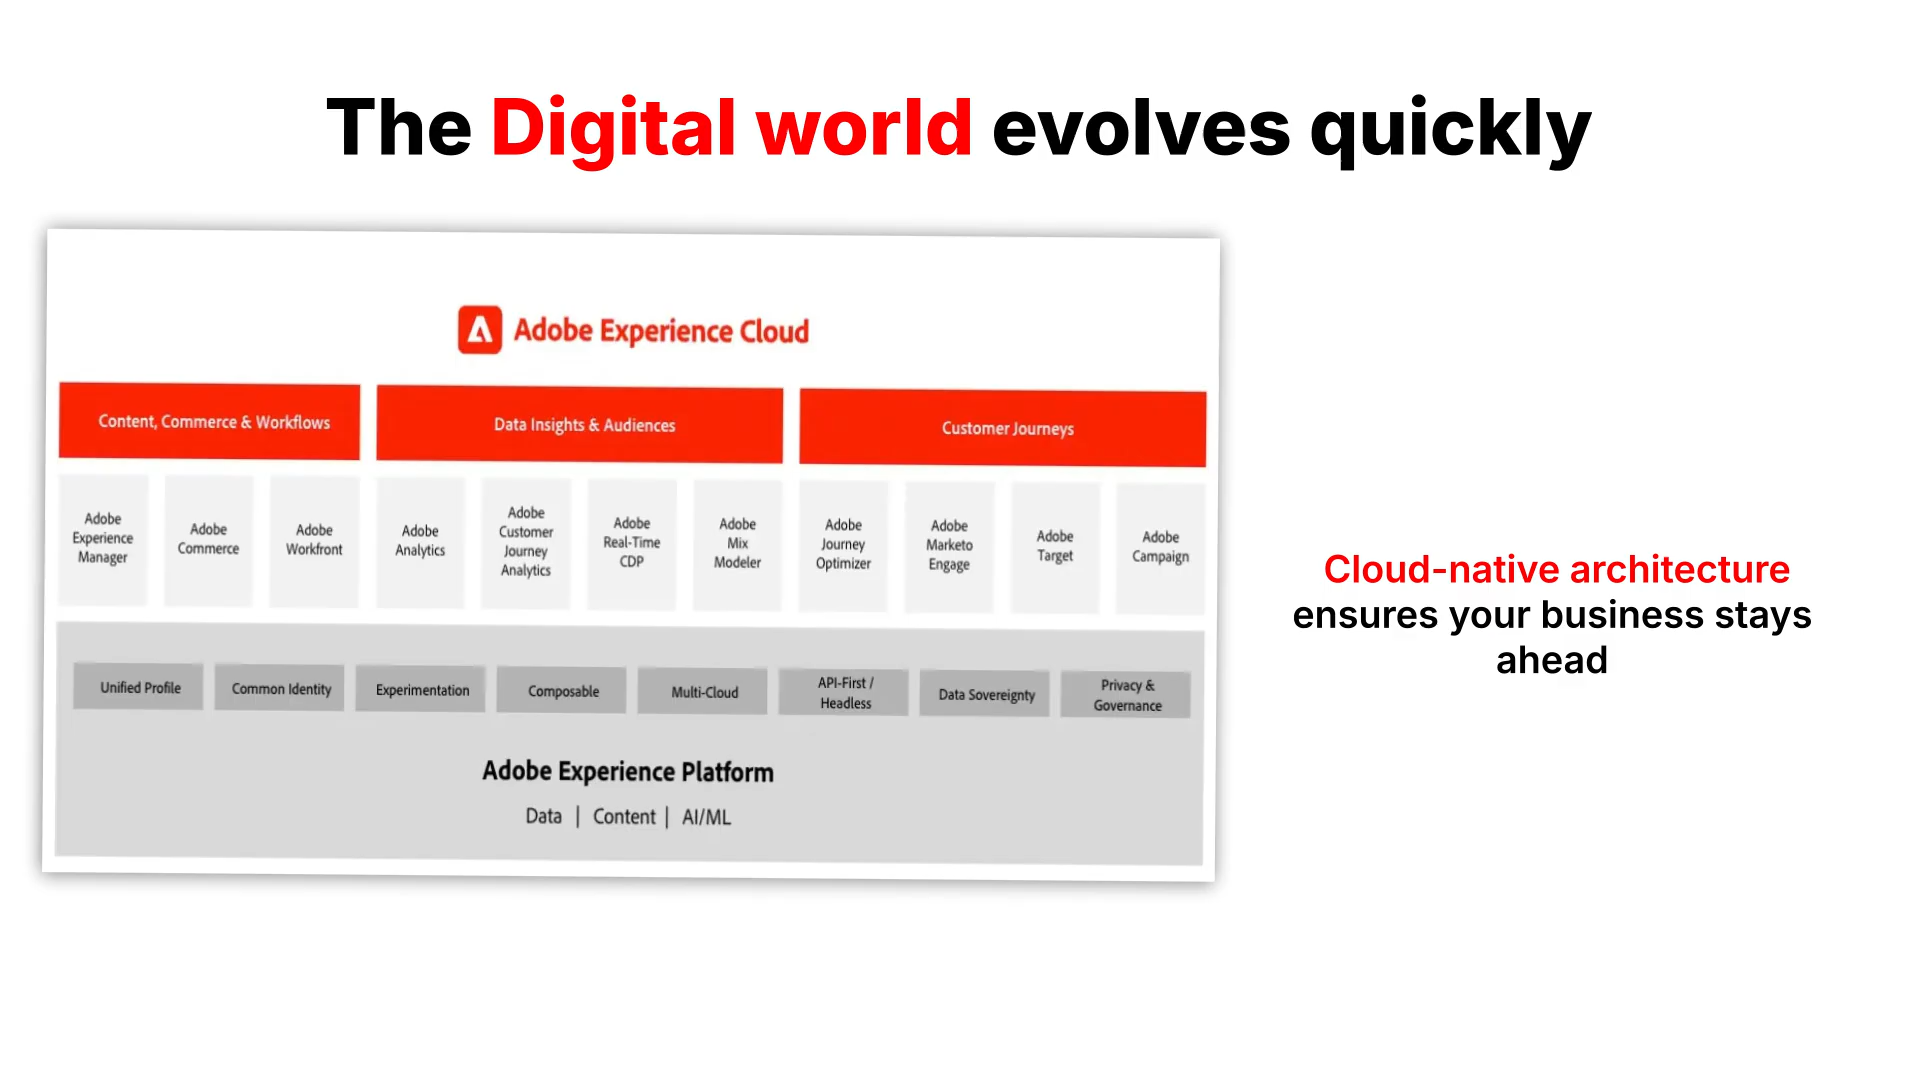 The Digital world evolves quickly
Adobe Experience Cloud
Content, Commerce & Workflows
Data Insights & Audiences
Customer Journeys
Adobe
Experience
Manager
Adobe
Commerce
Adobe
Workfront
Adobe
Analytics
Adobe
Customer
Journey
Analytics
Adobe
Real-Time
CDP
Adobe
Mix
Modeler
Adobe
Journey
Optimizer
Adobe
Marketo
Engage
Adobe
Target
Adobe
Campaign
Unified Profile
Common Identity
Experimentation
Composable
Multi-Cloud
API-First /
Headless
Data Sovereignty
Privacy &
Governance
Adobe Experience Platform
Data | Content | AI/ML
Cloud-native architecture
ensures your business stays
ahead